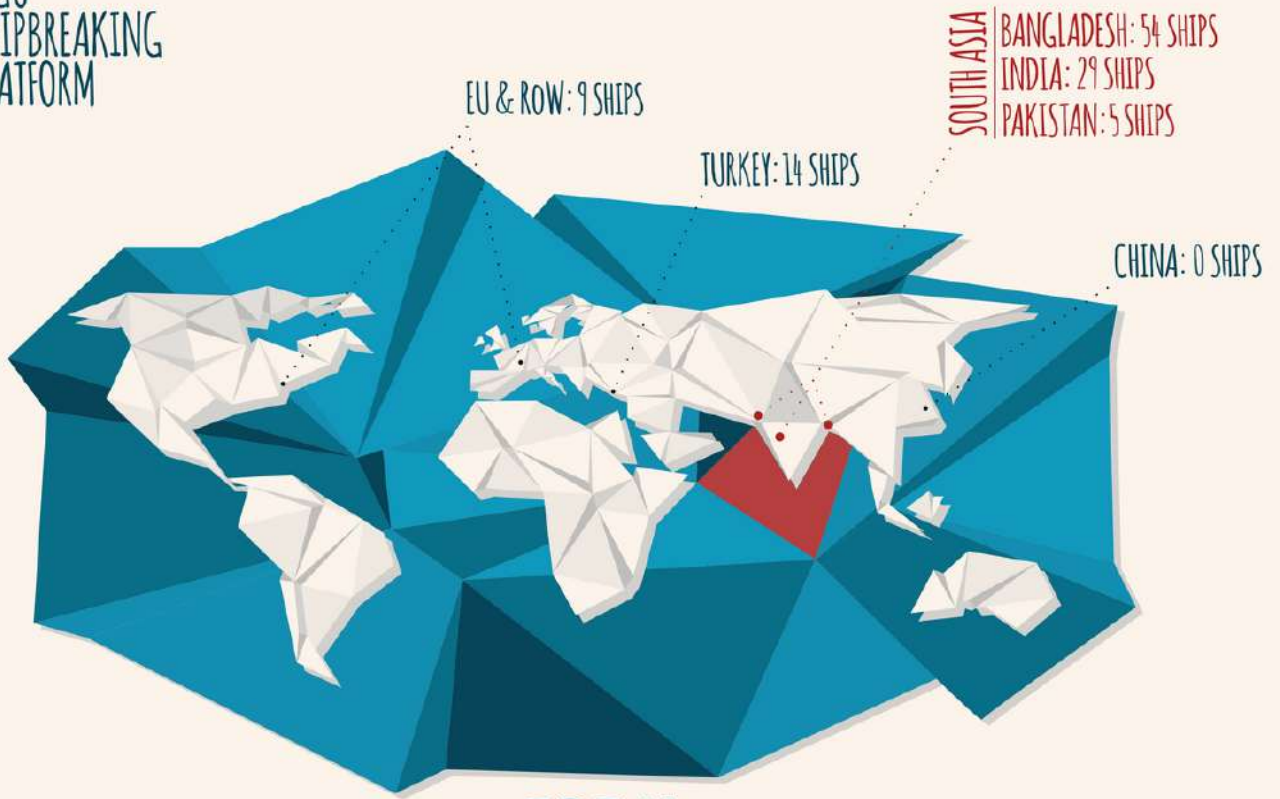 IPBREAKING
ATFORM
EU & ROW: 9 SHIPS
TURKEY: 14 SHIPS
SOUTH ASIA
BANGLADESH: 54 SHIPS
INDIA: 29 SHIPS
PAKISTAN: 5 SHIPS
CHINA: 0 SHIPS